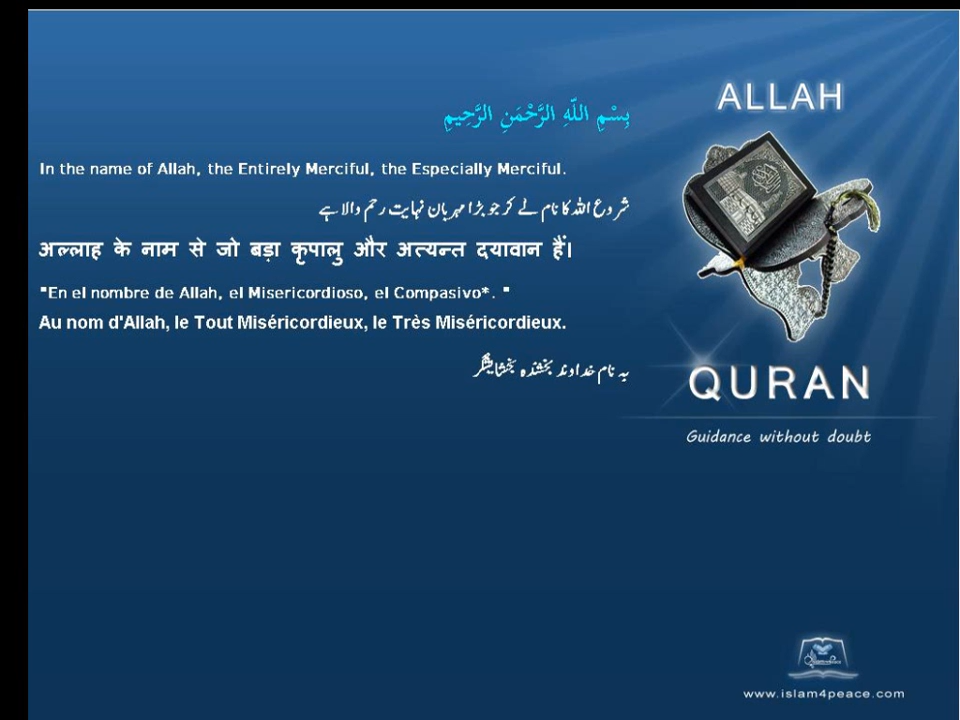 بِسْمِ اللَّهِ الرَّحْمَنِ الرَّحِيمِ
In the name of Allah, the Entirely Merciful, the Especially Merciful.
شروع الله کا نام لے کر جو بڑا مہربان نہایت رحم والا ہے
अल्लाह के नाम से जो बड़ा कृपालु और अत्यन्त दयावान हैं।
"En el nombre de Allah, el Misericordioso, el Compasivo*. "
Au nom d'Allah, le Tout Miséricordieux, le Très Miséricordieux.
به نام خداوند بخشنده بخشایشگر
ALLAH
QURAN
Guidance without doubt
www.islam4peace.com